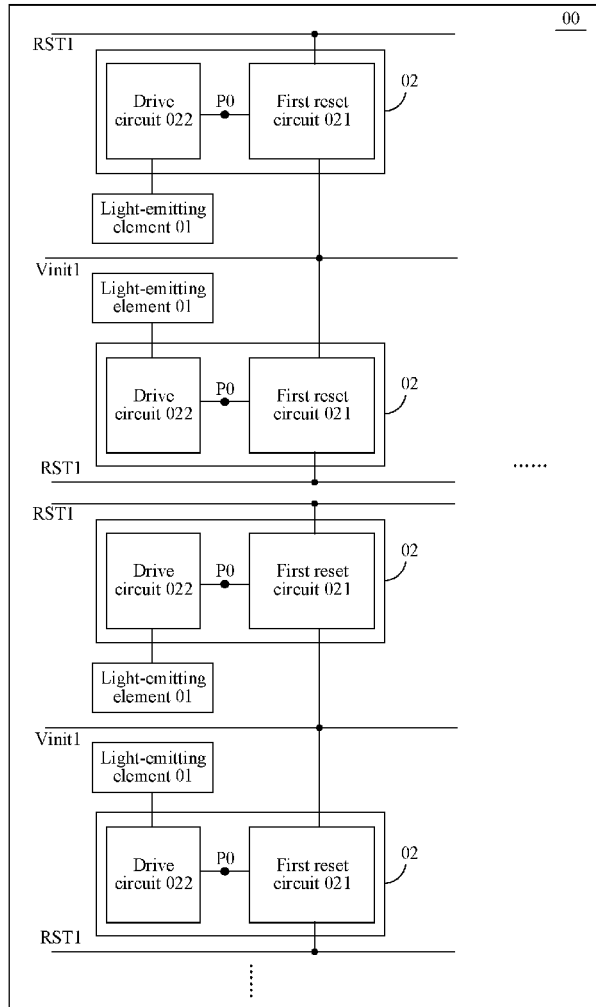 00
RST1
Drive
circuit 022
P0
First reset
circuit 021
02
Light-emitting
element 01
Vinit1
Light-emitting
element 01
Drive
circuit 022
P0
First reset
circuit 021
02
RST1
......
RST1
Drive
circuit 022
P0
First reset
circuit 021
02
Light-emitting
element 01
Vinit1
Light-emitting
element 01
Drive
circuit 022
P0
First reset
circuit 021
02
RST1
......